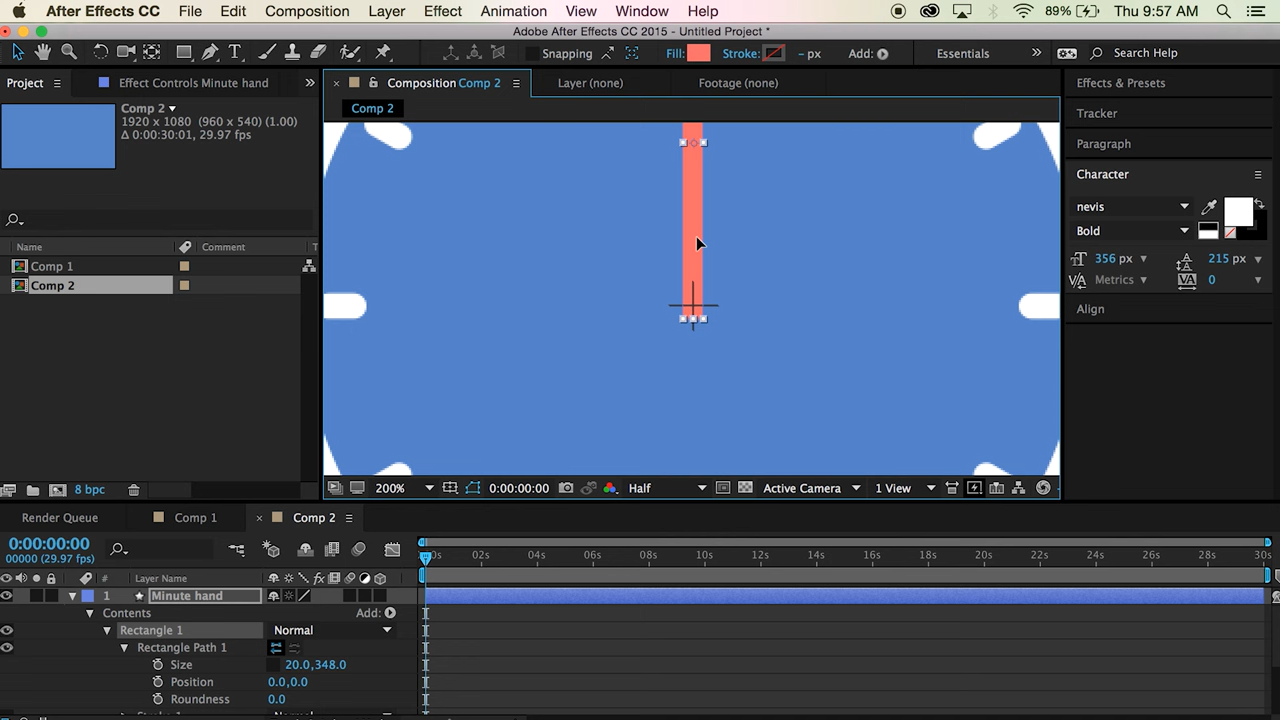 After Effects CC File Edit Composition Layer Effect Animation View Window Help 89% Thu 9:57 AM
Adobe After Effects CC 2015 - Untitled Project *
Snapping Fill: Stroke: - px Add: Essentials » Search Help
Project Effect Controls Minute hand » × Composition Comp 2 Layer (none) Footage (none) Effects & Presets
Comp 2
1920 x 1080 (960 x 540) (1.00)
Δ 0:00:30:01, 29.97 fps
Comp 2
Tracker
Paragraph
Character
nevis
Bold
356 px 215 px
Metrics 0
Align
Name Comment T
Comp 1
Comp 2
8 bpc
200% 0:00:00:00 Half Active Camera 1 View
Render Queue Comp 1 × Comp 2
0:00:00:00
00000 (29.97 fps)
00s 02s 04s 06s 08s 10s 12s 14s 16s 18s 20s 22s 24s 26s 28s 30s
# Layer Name
1 Minute hand
Contents Add:
Rectangle 1 Normal
Rectangle Path 1
Size 20.0,348.0
Position 0.0,0.0
Roundness 0.0